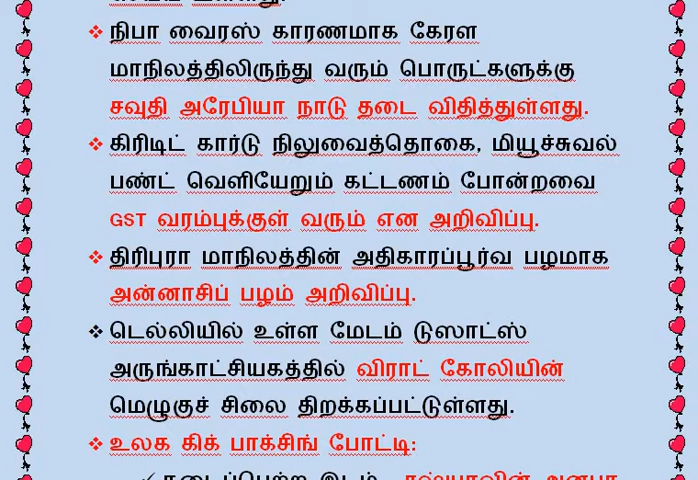 நிபா வைரஸ் காரணமாக கேரள
மாநிலத்திலிருந்து வரும் பொருட்களுக்கு
சவுதி அரேபியா நாடு தடை விதித்துள்ளது.
கிரிடிட் கார்டு நிலுவைத்தொகை, மியூச்சுவல்
பண்ட் வெளியேறும் கட்டணம் போன்றவை
GST வரம்புக்குள் வரும் என அறிவிப்பு.
திரிபுரா மாநிலத்தின் அதிகாரப்பூர்வ பழமாக
அன்னாசிப் பழம் அறிவிப்பு.
டெல்லியில் உள்ள மேடம் டுஸாட்ஸ்
அருங்காட்சியகத்தில் விராட் கோலியின்
மெழுகுச் சிலை திறக்கப்பட்டுள்ளது.
உலக கிக் பாக்சிங் போட்டி: